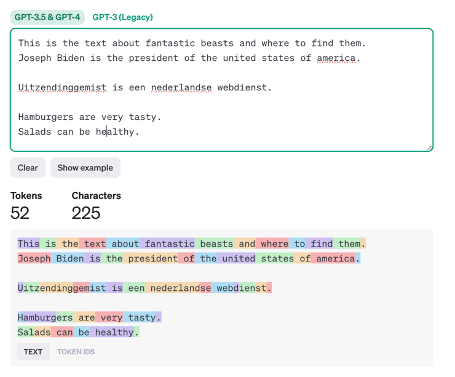 GPT-3.5 & GPT-4 GPT-3 (Legacy)
This is the text about fantastic beasts and where to find them.
Joseph Biden is the president of the united states of america.
Uitzendinggemist is een nederlandse webdienst.
Hamburgers are very tasty.
Salads can be healthy.
Clear Show example
Tokens Characters
52 225
This is the text about fantastic beasts and where to find them.
Joseph Biden is the president of the united states of america.
Uitzendinggemist is een nederlandse webdienst.
Hamburgers are very tasty.
Salads can be healthy.
TEXT TOKEN IDS